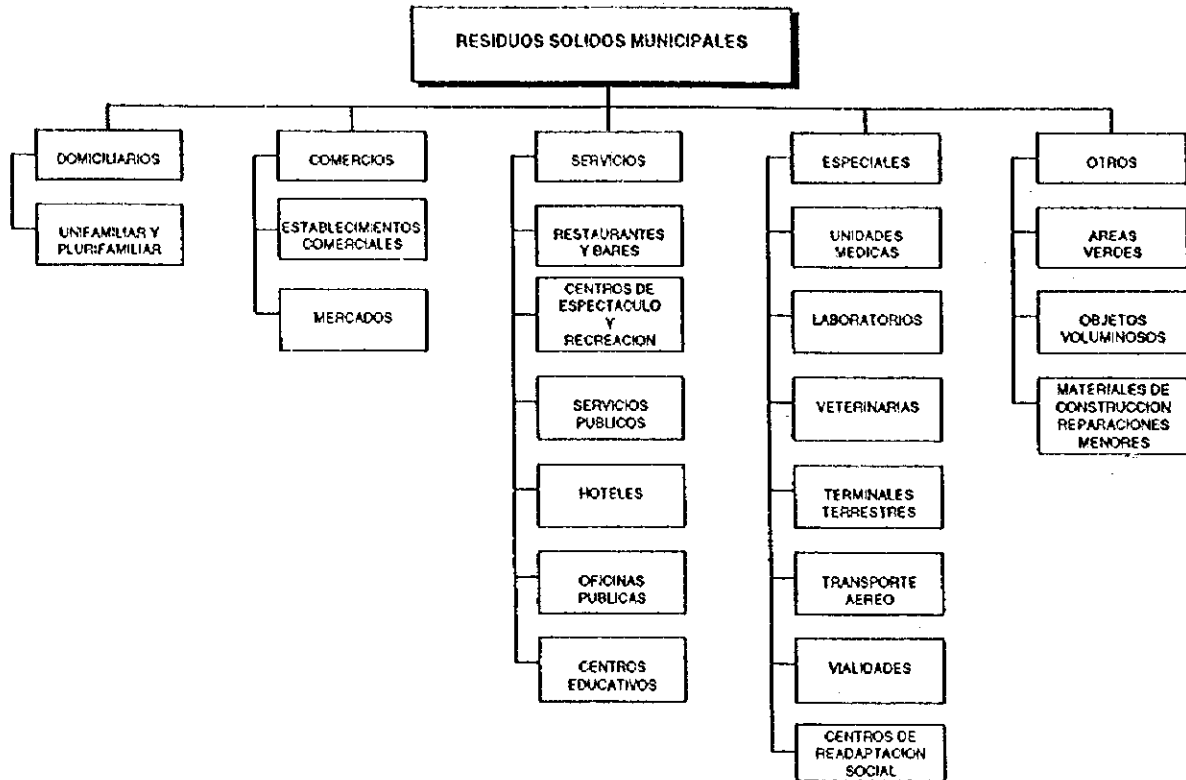 RESIDUOS SOLIDOS MUNICIPALES
DOMICILIARIOS
UNIFAMILIAR Y
PLURIFAMILIAR
COMERCIOS
ESTABLECIMIENTOS
COMERCIALES
MERCADOS
SERVICIOS
RESTAURANTES
Y BARES
CENTROS DE
ESPECTACULO
Y
RECREACION
SERVICIOS
PUBLICOS
HOTELES
OFICINAS
PUBLICAS
CENTROS
EDUCATIVOS
ESPECIALES
UNIDADES
MEDICAS
LABORATORIOS
VETERINARIAS
TERMINALES
TERRESTRES
TRANSPORTE
AEREO
VIALIDADES
CENTROS DE
READAPTACION
SOCIAL
OTROS
AREAS
VERDES
OBJETOS
VOLUMINOSOS
MATERIALES DE
CONSTRUCCION
REPARACIONES
MENORES